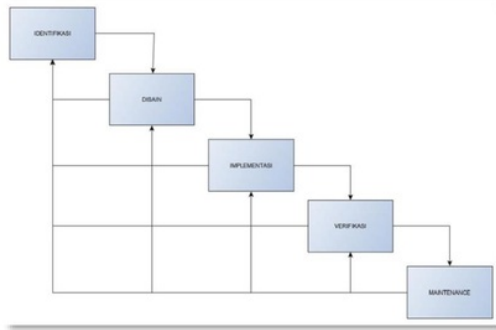 IDENTIFIKASI
DISAIN
IMPLEMENTASI
VERIFIKASI
MAINTENANCE